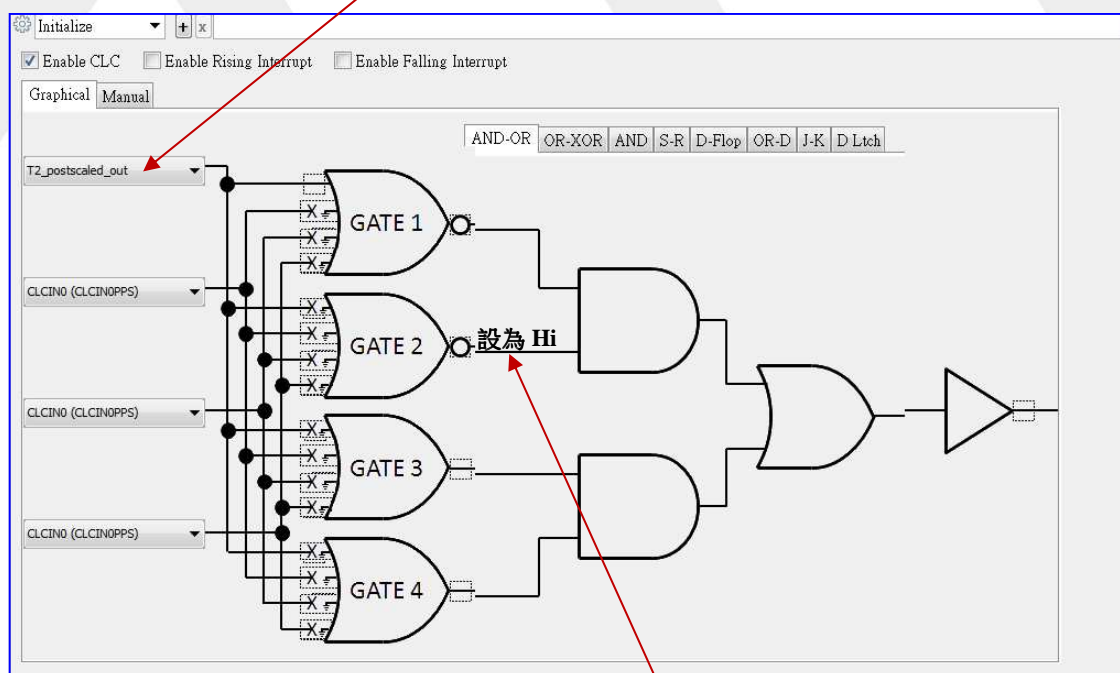 Initialize + x
Enable CLC Enable Rising Interrupt Enable Falling Interrupt
Graphical Manual
AND-OR OR-XOR AND S-R D-Flop OR-D J-K D Ltch
T2_postscaled_out
GATE 1
CLCIN0 (CLCIN0PPS)
GATE 2
設為 Hi
CLCIN0 (CLCIN0PPS)
GATE 3
CLCIN0 (CLCIN0PPS)
GATE 4